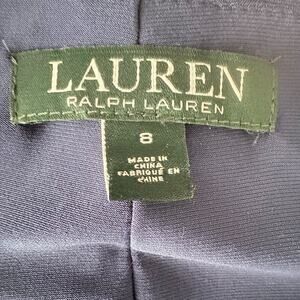 LAUREN
RALPH LAUREN
8
MADE IN
CHINA
FABRIQUÉ EN
CHINE